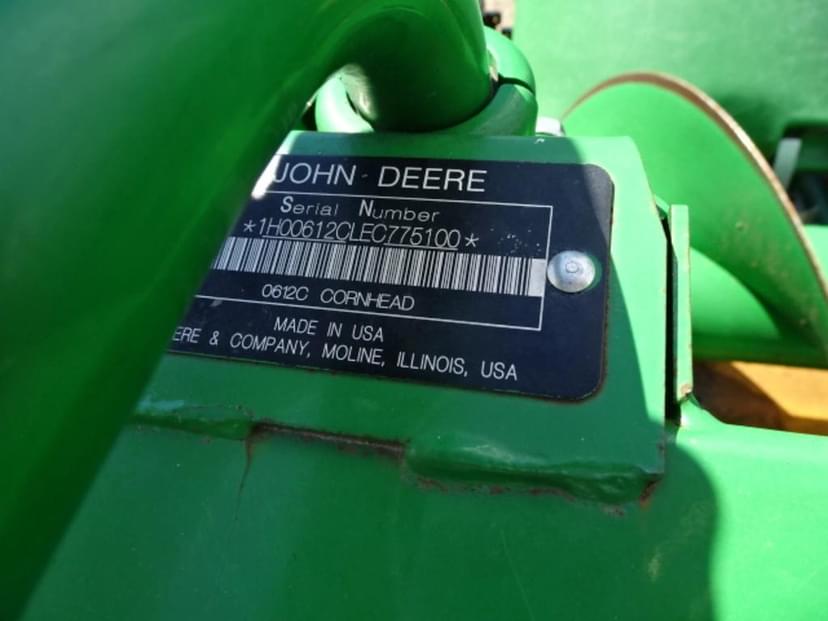 JOHN DEERE
Serial Number
*1H00612CLEC775100*
0612C CORNHEAD
MADE IN USA
ERE & COMPANY, MOLINE, ILLINOIS, USA